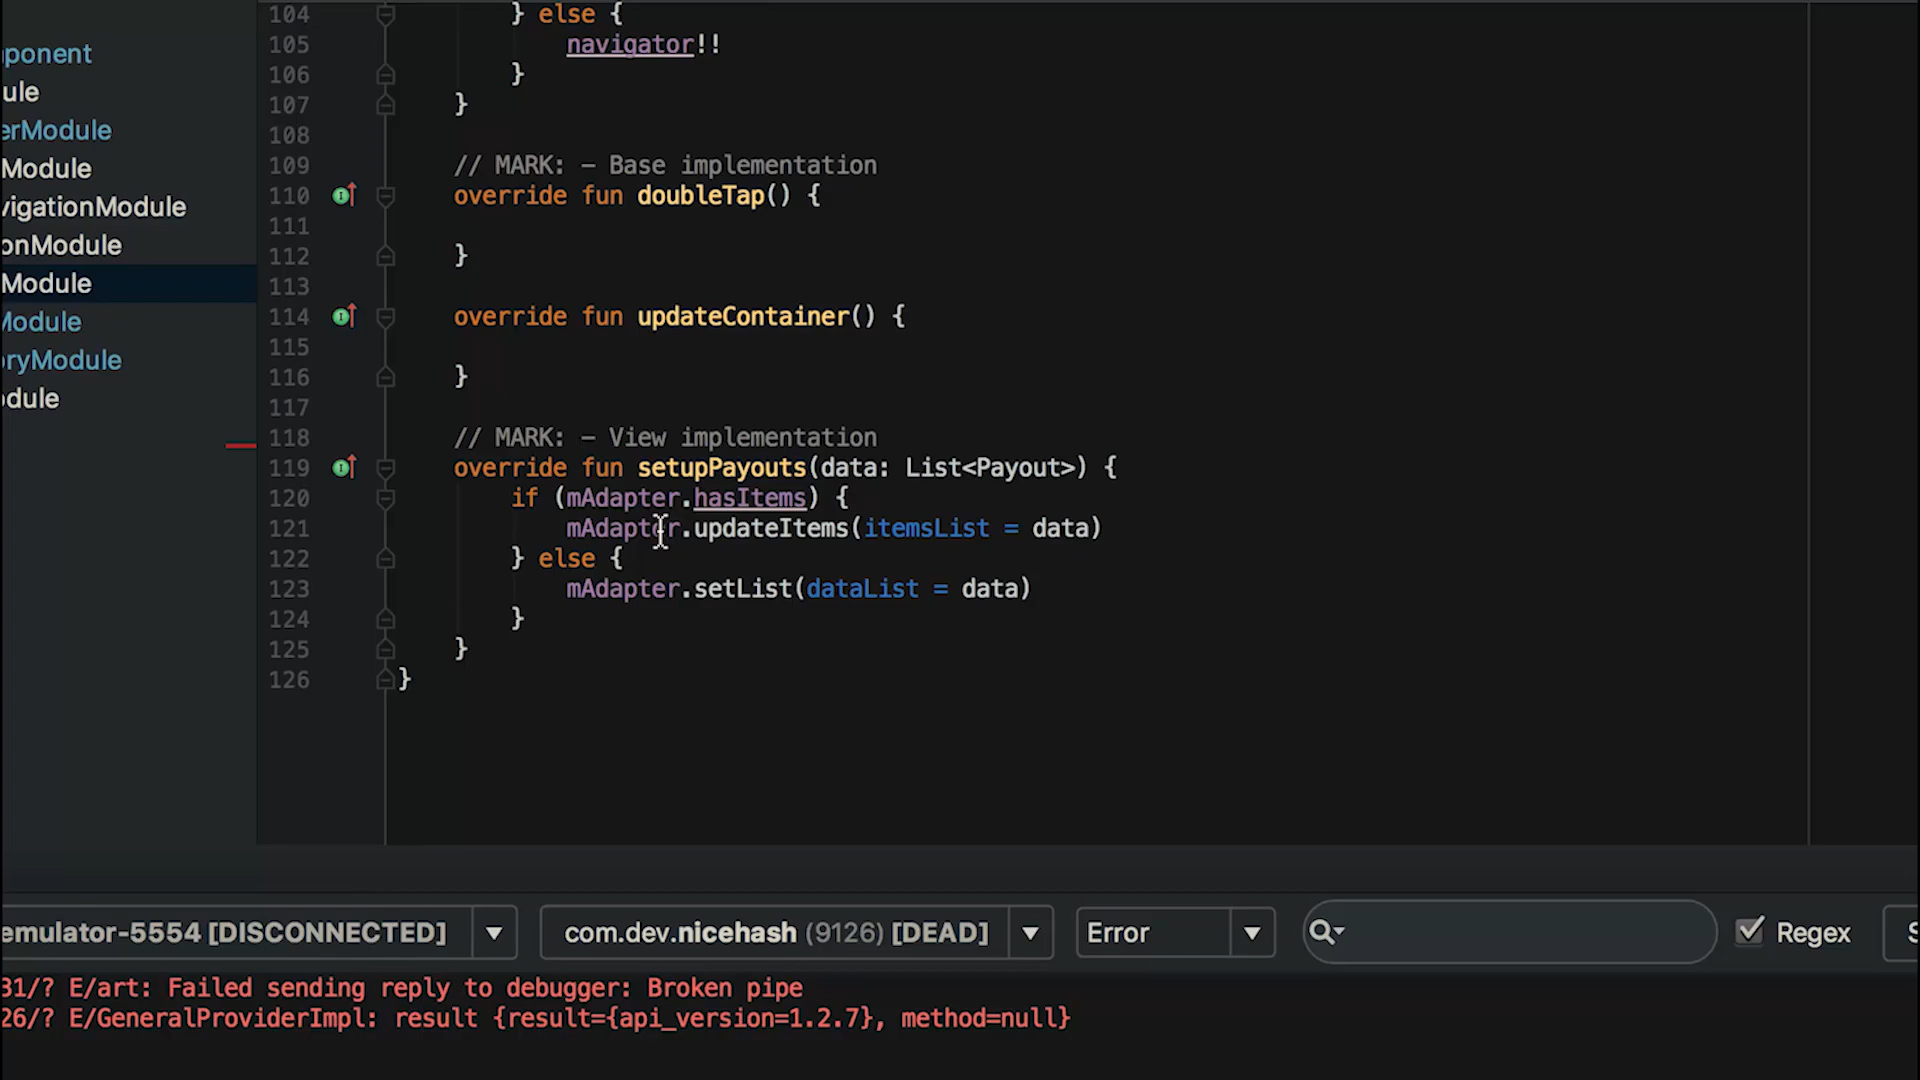 ponent
ule
erModule
Module
vigationModule
onModule
Module
Module
oryModule
odule
104 } else {
105 navigator!!
106 }
107 }
108
109 // MARK: – Base implementation
110 override fun doubleTap() {
111
112 }
113
114 override fun updateContainer() {
115
116 }
117
118 // MARK: – View implementation
119 override fun setupPayouts(data: List<Payout>) {
120 if (mAdapter.hasItems) {
121 mAdapter.updateItems(itemsList = data)
122 } else {
123 mAdapter.setList(dataList = data)
124 }
125 }
126 }
emulator-5554 [DISCONNECTED] com.dev.nicehash (9126) [DEAD] Error Regex S
31/? E/art: Failed sending reply to debugger: Broken pipe
26/? E/GeneralProviderImpl: result {result={api_version=1.2.7}, method=null}